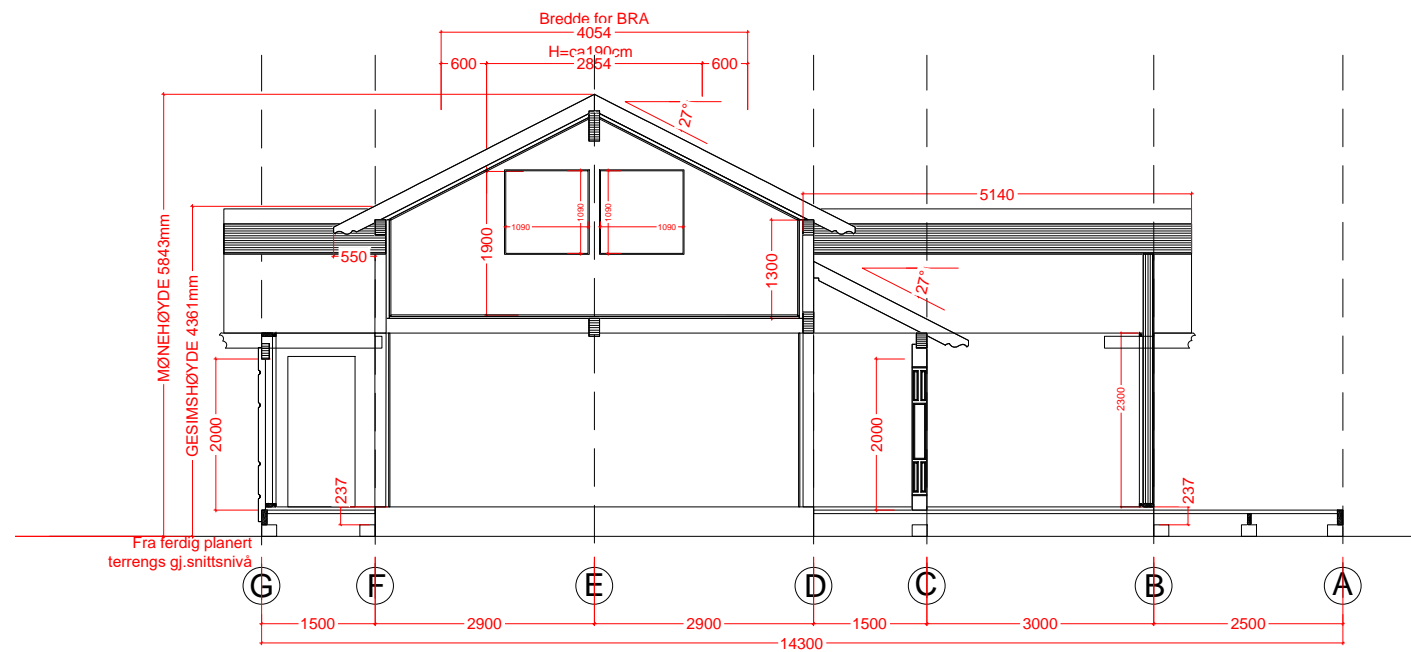 Bredde for BRA
4054
H=ca190cm
600
2854
600
27°
5140
MØNEHØYDE 5843mm
GESIMSHØYDE 4361mm
550
1900
1090
1090
1090
1090
1300
27°
2000
2000
2300
237
237
Fra ferdig planert
terrengs gj.snittsnivå
G
F
E
D
C
B
A
1500
2900
2900
1500
3000
2500
14300